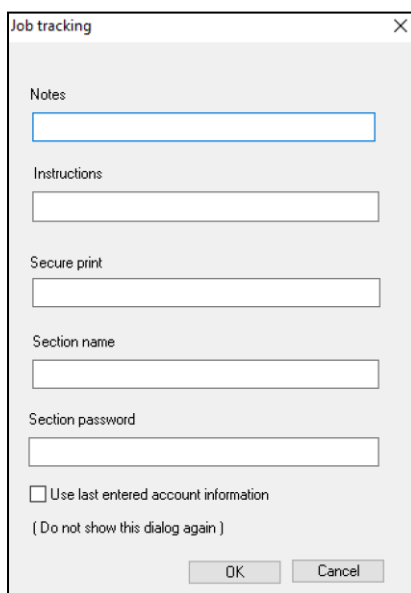 Job tracking
Notes
Instructions
Secure print
Section name
Section password
Use last entered account information
( Do not show this dialog again )
OK Cancel